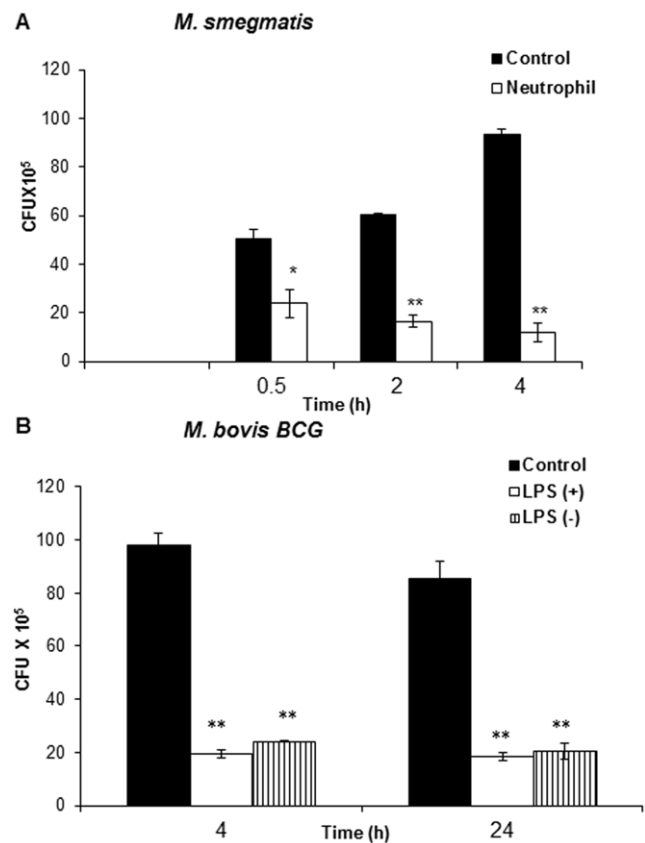 A
M. smegmatis
Control
Neutrophil
120
100
80
60
40
20
0
CFUX10⁵
*
**
**
0.5 2 4
Time (h)
B
M. bovis BCG
Control
LPS (+)
LPS (-)
120
100
80
60
40
20
0
CFU X 10⁵
** ** ** **
4 24
Time (h)